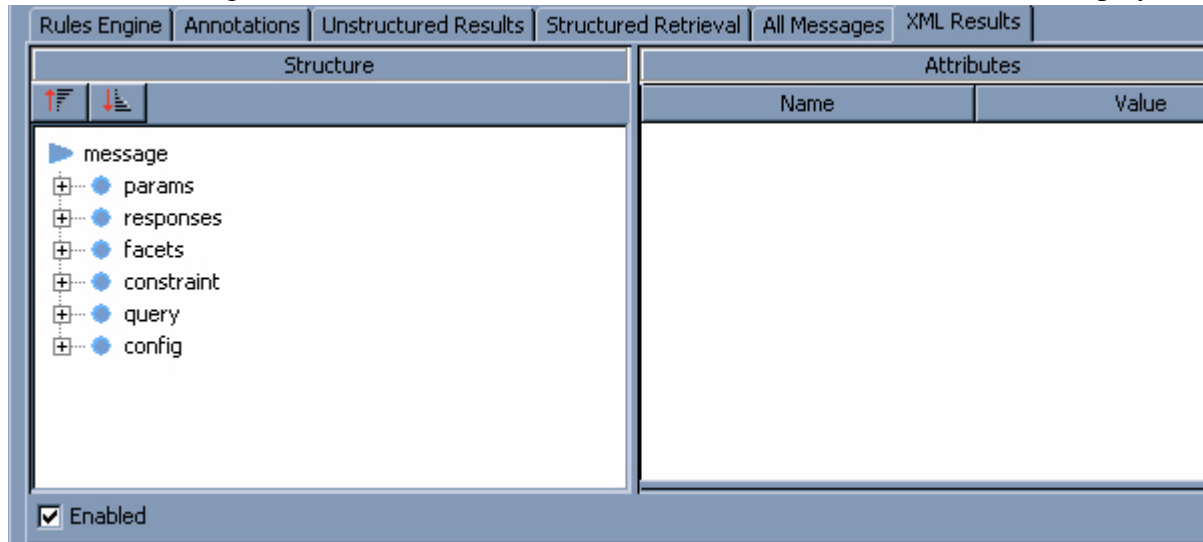 Rules Engine Annotations Unstructured Results Structured Retrieval All Messages XML Results
Structure Attributes
Name Value
message
params
responses
facets
constraint
query
config
Enabled